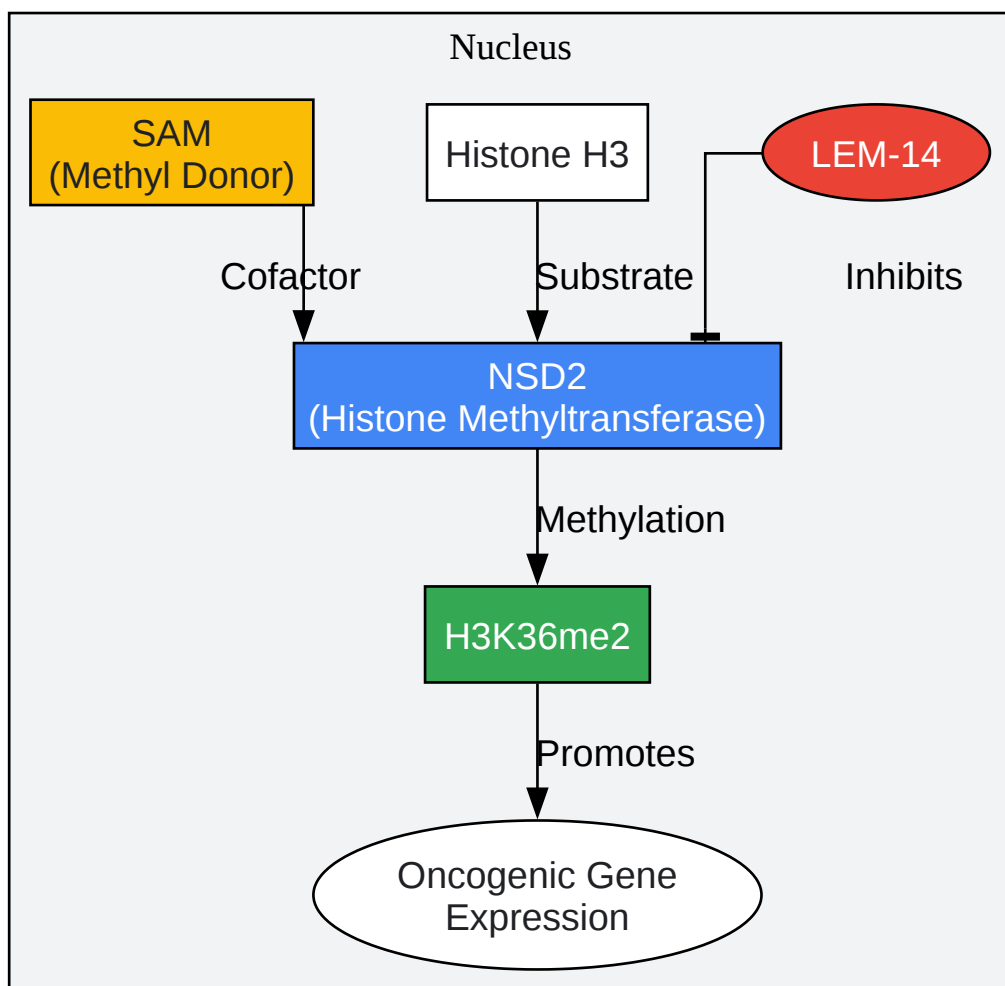 Nucleus
SAM
(Methyl Donor)
Histone H3
LEM-14
Cofactor
Substrate
Inhibits
NSD2
(Histone Methyltransferase)
Methylation
H3K36me2
Promotes
Oncogenic Gene
Expression